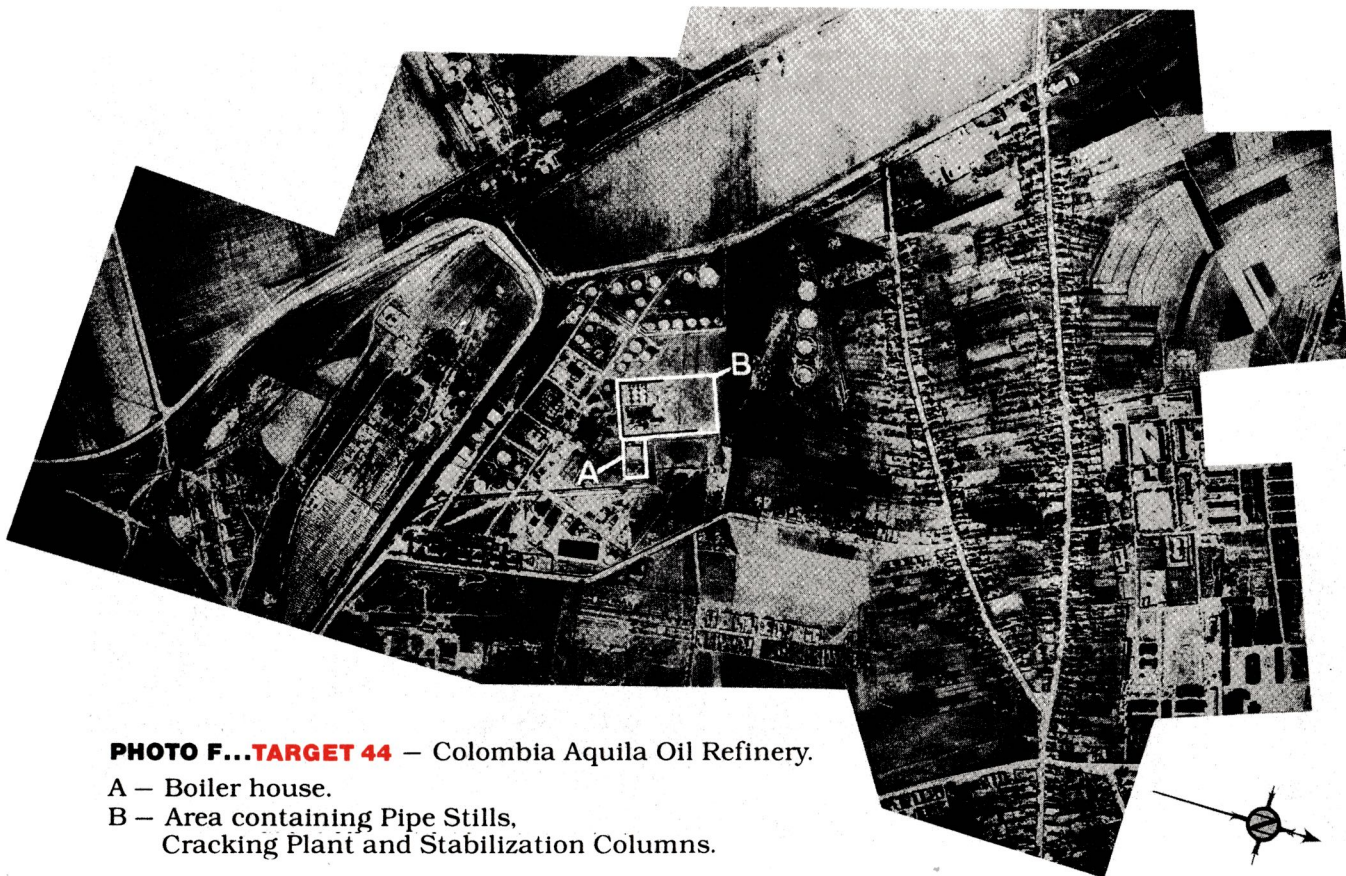 B
A
PHOTO F...TARGET 44 — Colombia Aquila Oil Refinery.
A — Boiler house.
B — Area containing Pipe Stills,
Cracking Plant and Stabilization Columns.
N